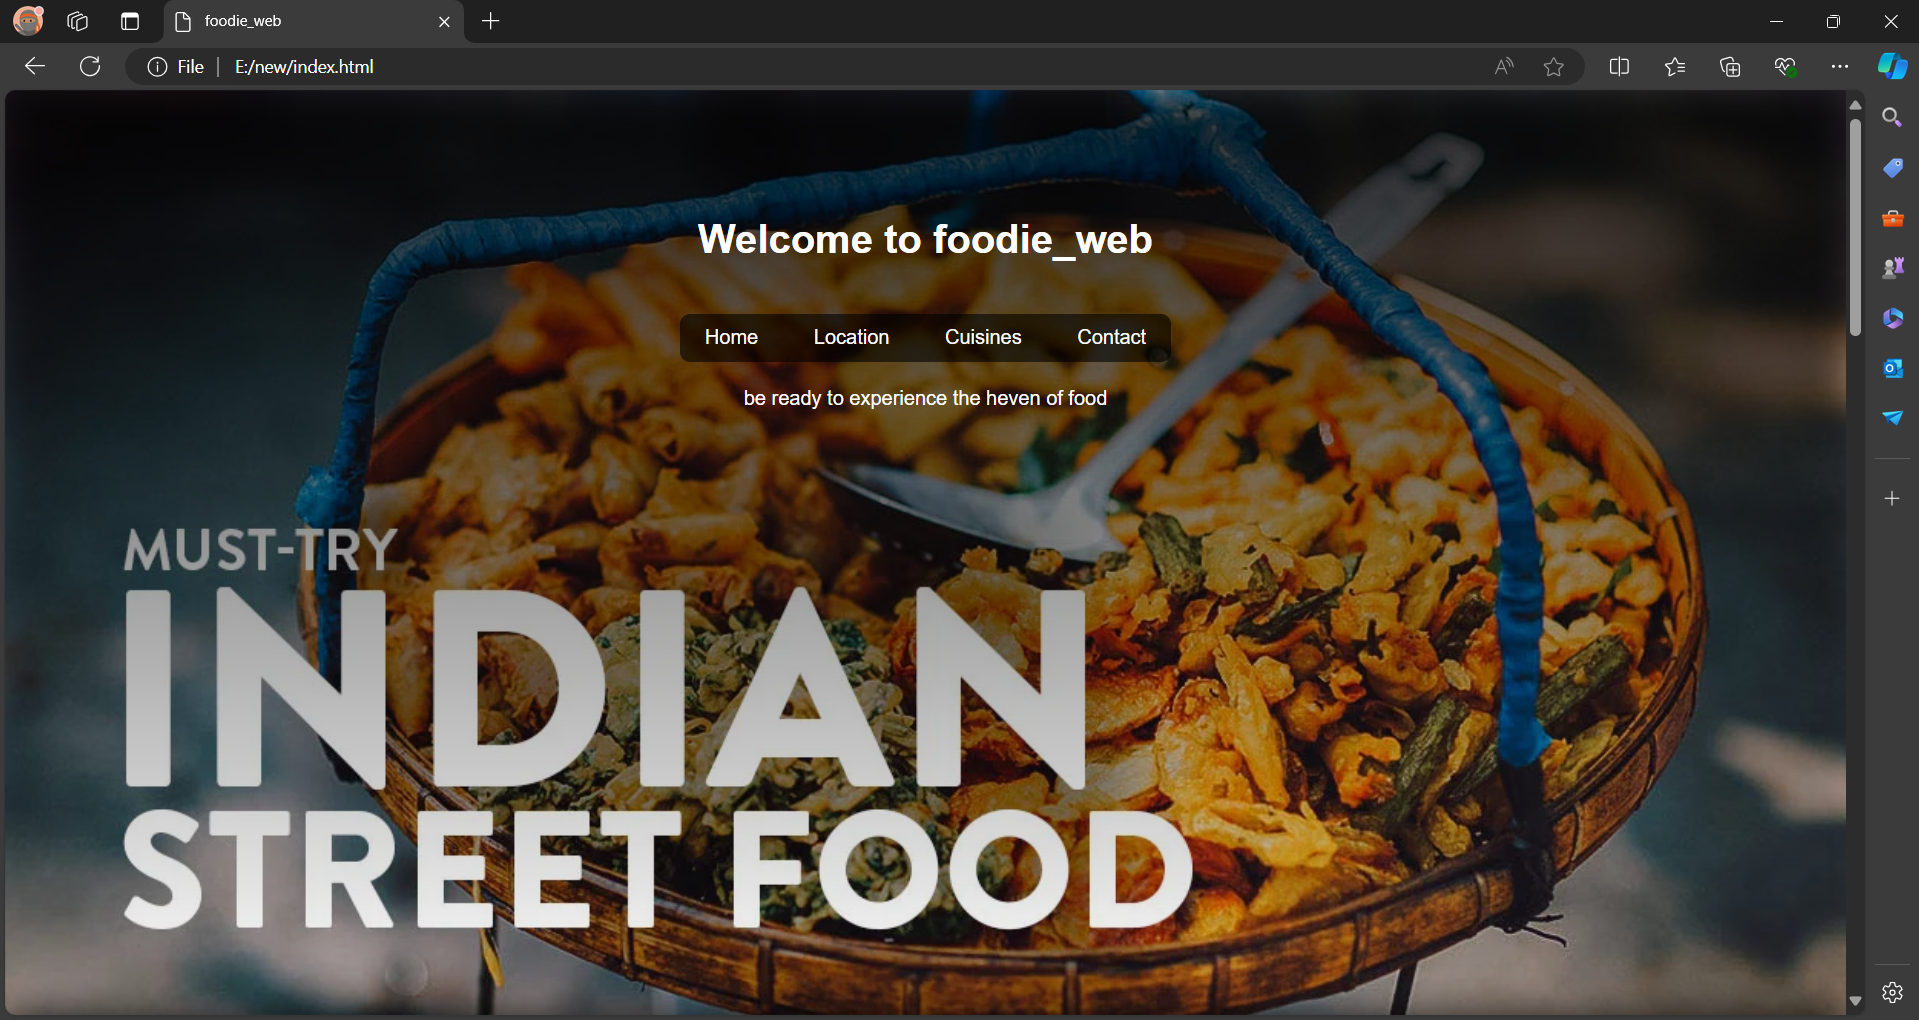 foodie_web
File
E:/new/index.html
Welcome to foodie_web
Home Location Cuisines Contact
be ready to experience the heven of food
MUST-TRY
INDIAN
STREET FOOD